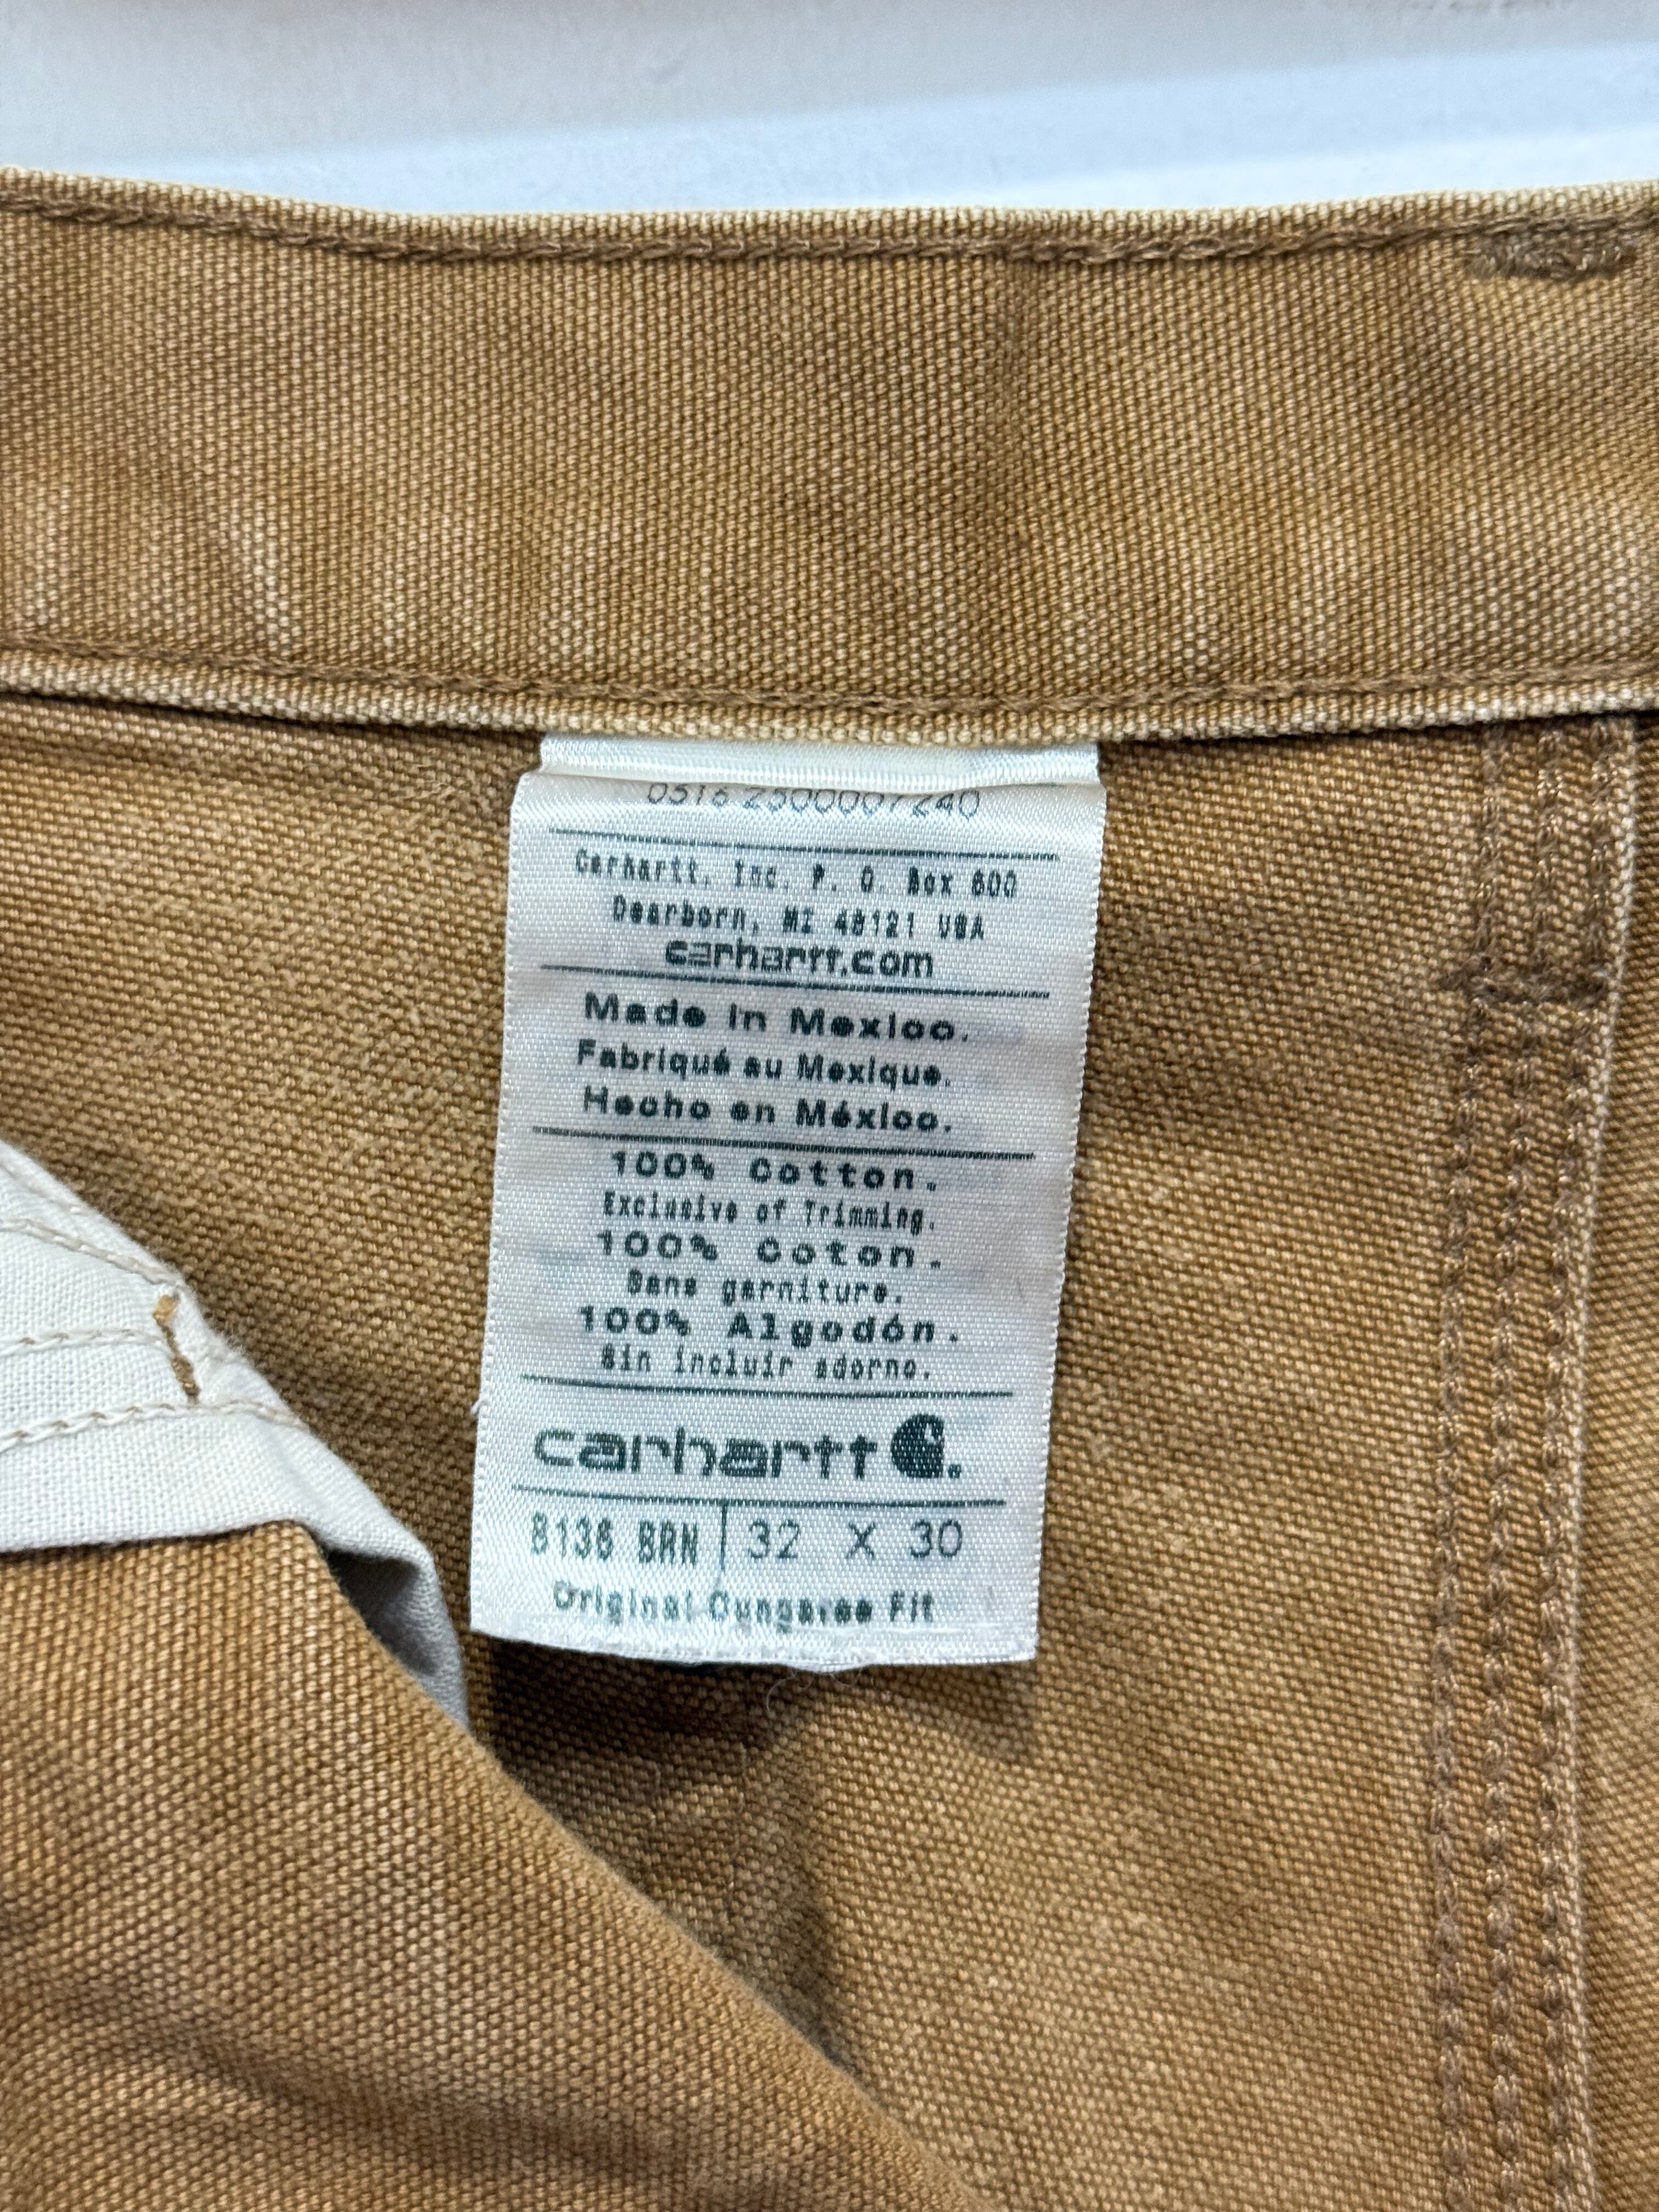 0516 2500007240
Carhartt, Inc. P. O. Box 600
Dearborn, MI 48121 USA
carhartt.com
Made in Mexico.
Fabriqué au Mexique.
Hecho en México.
100% Cotton.
Exclusive of Trimming.
100% Coton.
Sans garniture.
100% Algodón.
Sin incluir adorno.
carhartt
B136 BRN 32 X 30
Original Dungaree Fit